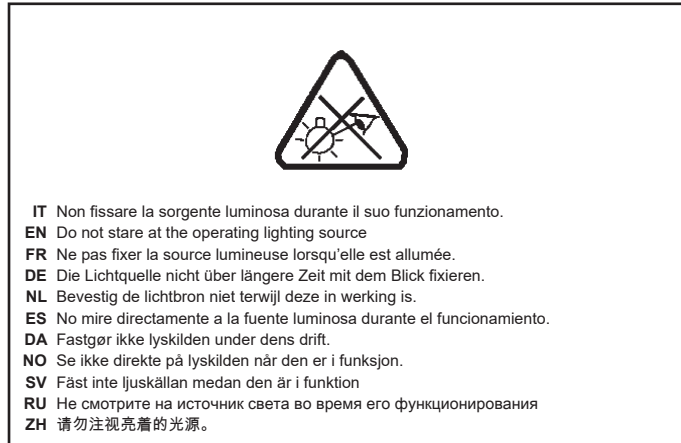 IT Non fissare la sorgente luminosa durante il suo funzionamento.
EN Do not stare at the operating lighting source
FR Ne pas fixer la source lumineuse lorsqu'elle est allumée.
DE Die Lichtquelle nicht über längere Zeit mit dem Blick fixieren.
NL Bevestig de lichtbron niet terwijl deze in werking is.
ES No mire directamente a la fuente luminosa durante el funcionamiento.
DA Fastgør ikke lyskilden under dens drift.
NO Se ikke direkte på lyskilden når den er i funksjon.
SV Fäst inte ljuskällan medan den är i funktion
RU Не смотрите на источник света во время его функционирования
ZH 请勿注视亮着的光源。